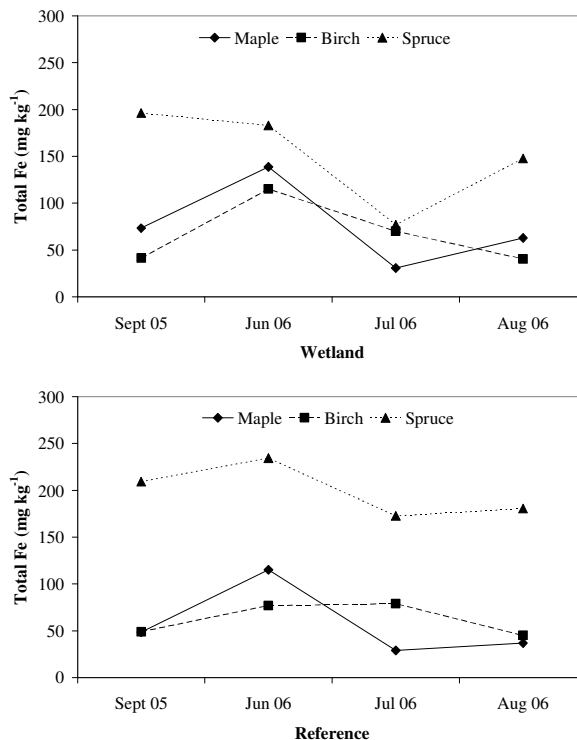 300
Maple Birch Spruce
250
200
150
100
50
0
Total Fe (mg kg-1)
Sept 05 Jun 06 Jul 06 Aug 06
Wetland
300
Maple Birch Spruce
250
200
150
100
50
0
Total Fe (mg kg-1)
Sept 05 Jun 06 Jul 06 Aug 06
Reference